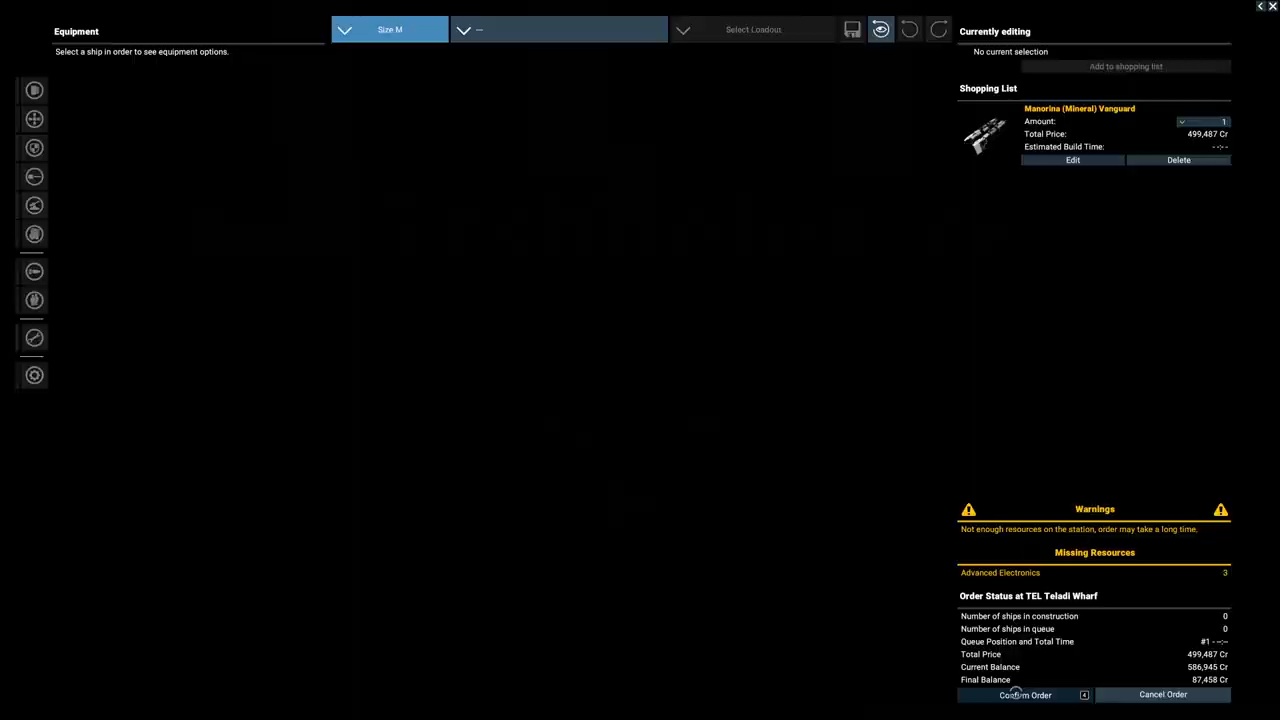 Equipment
Select a ship in order to see equipment options.
Size M
--
Select Loadout
Currently editing
No current selection
Add to shopping list
Shopping List
Manorina (Mineral) Vanguard
Amount: 1
Total Price: 499,487 Cr
Estimated Build Time: --:--
Edit Delete
Warnings
Not enough resources on the station, order may take a long time.
Missing Resources
Advanced Electronics 3
Order Status at TEL Teladi Wharf
Number of ships in construction 0
Number of ships in queue 0
Queue Position and Total Time #1 - --:--
Total Price 499,487 Cr
Current Balance 586,945 Cr
Final Balance 87,458 Cr
Confirm Order 4 Cancel Order